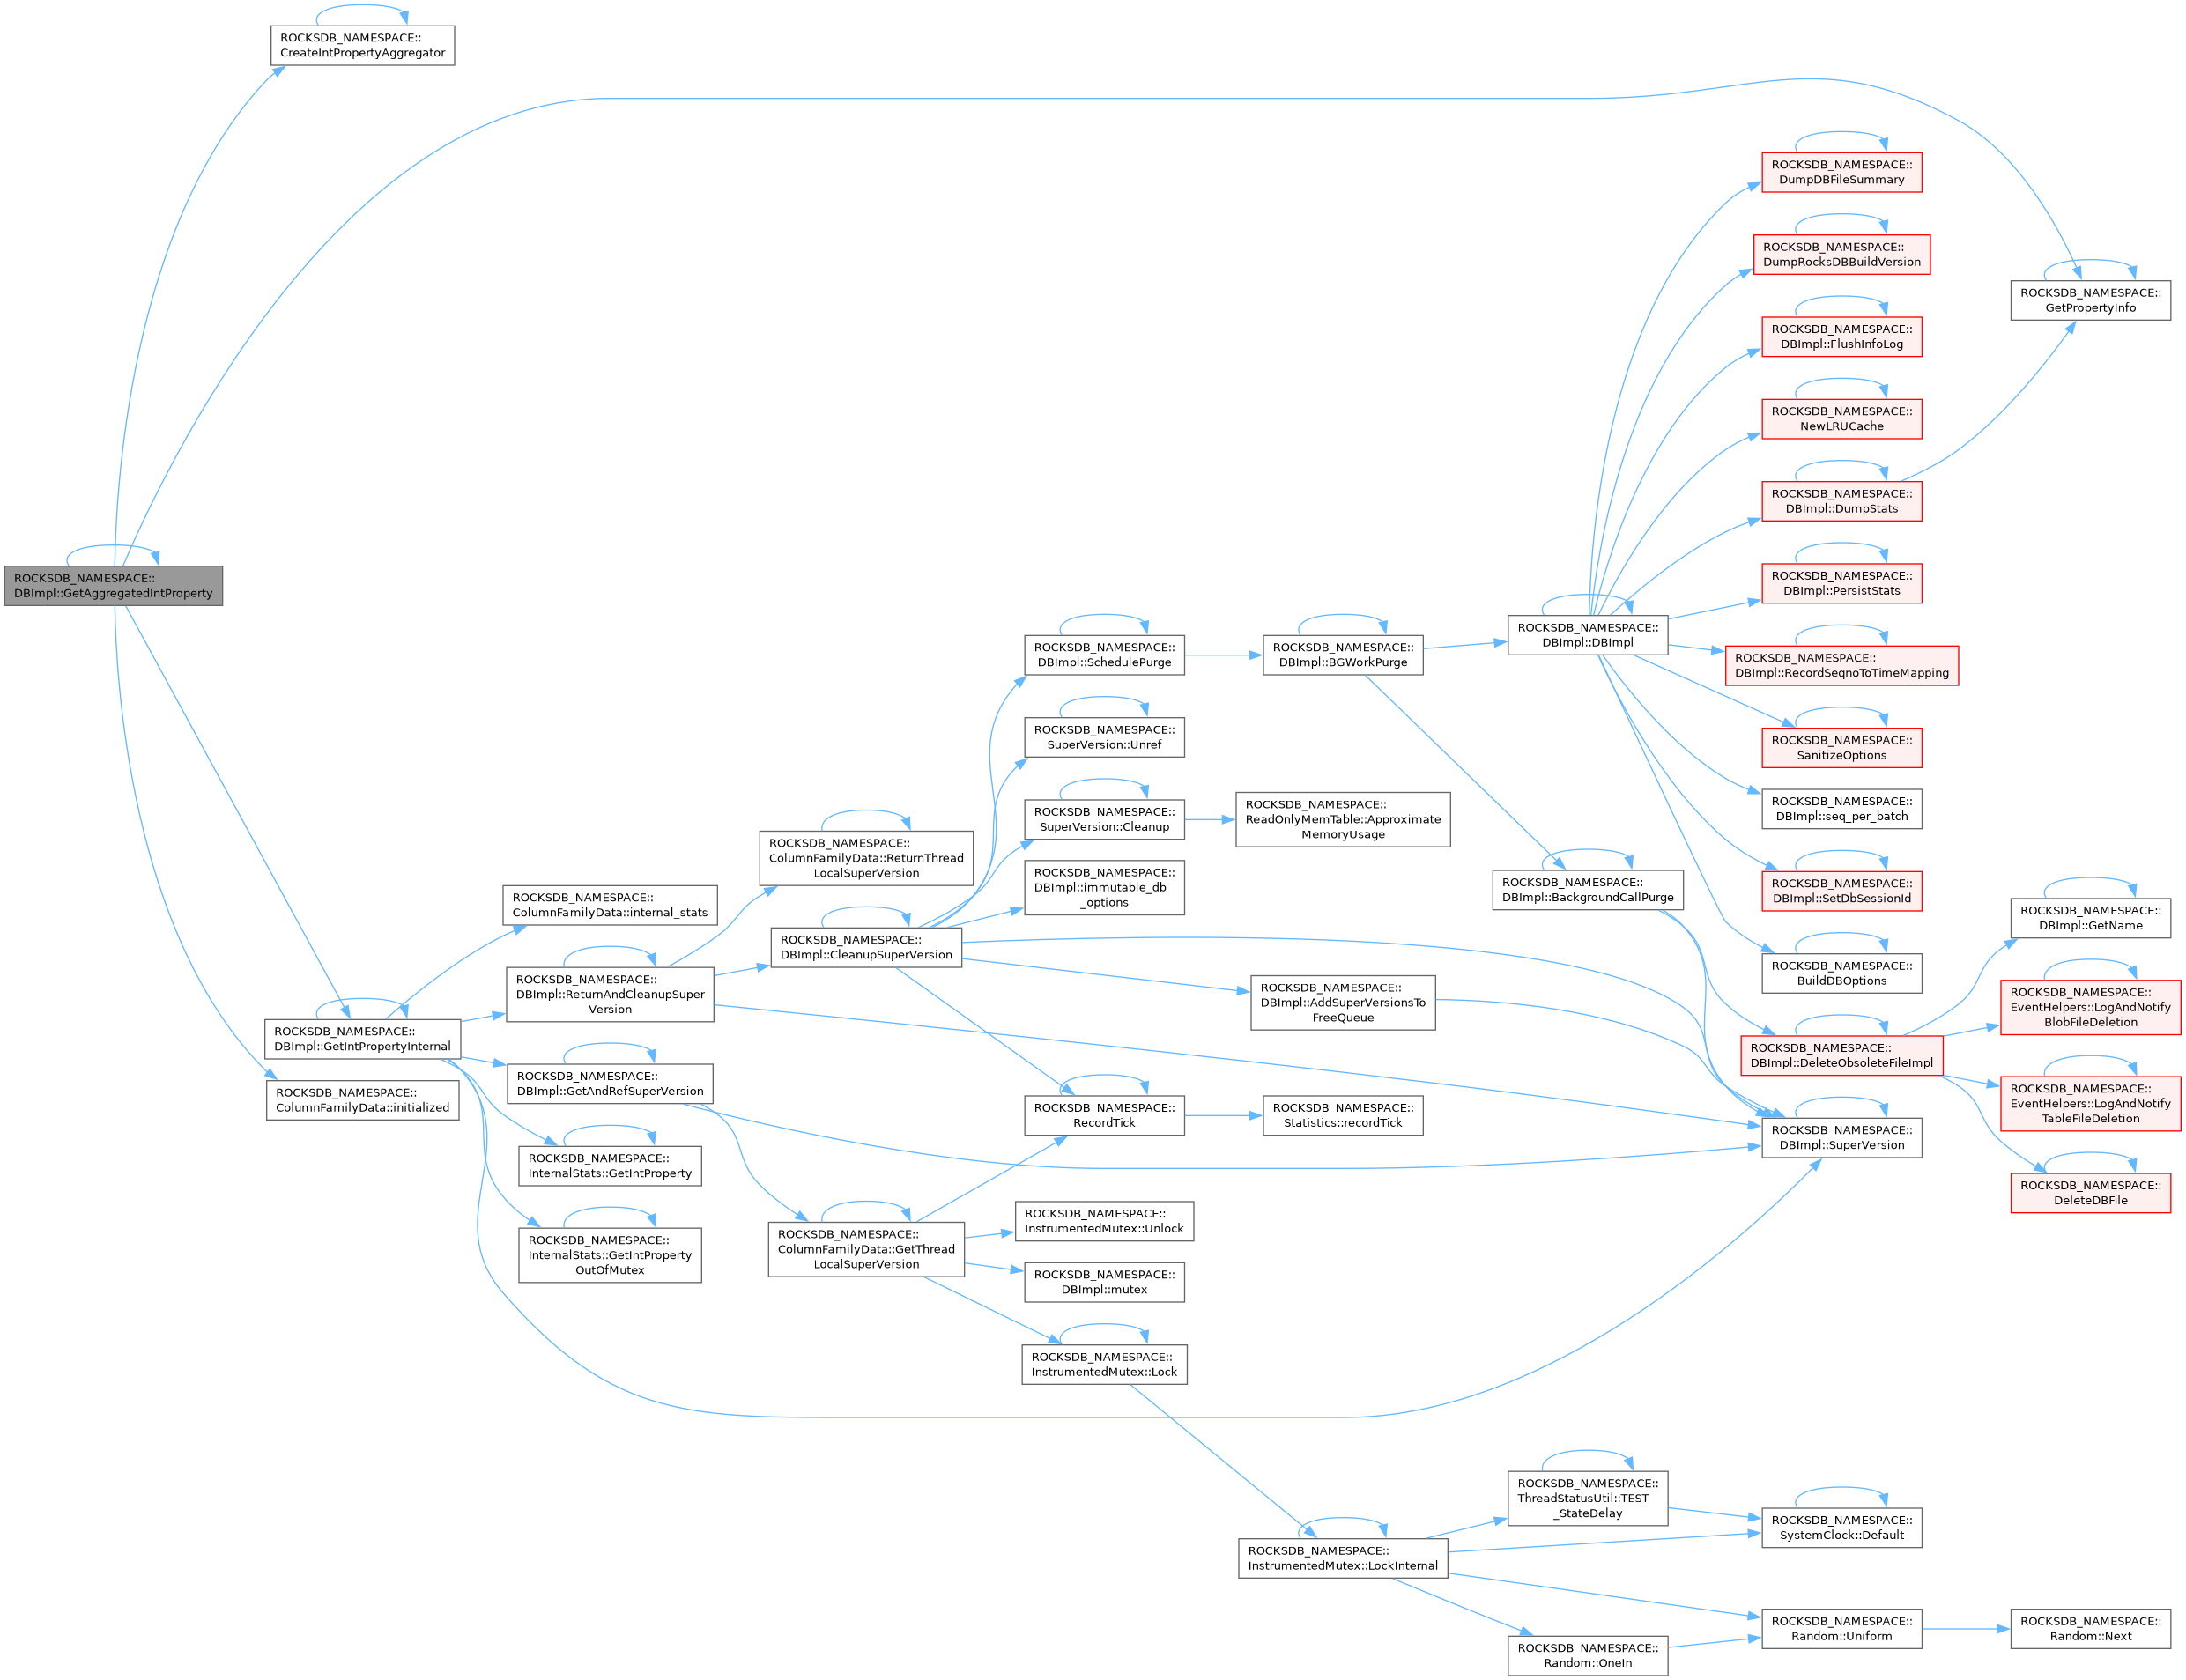 ROCKSDB_NAMESPACE::
CreateIntPropertyAggregator
ROCKSDB_NAMESPACE::
DumpDBFileSummary
ROCKSDB_NAMESPACE::
DumpRocksDBBuildVersion
ROCKSDB_NAMESPACE::
GetPropertyInfo
ROCKSDB_NAMESPACE::
DBImpl::FlushInfoLog
ROCKSDB_NAMESPACE::
NewLRUCache
ROCKSDB_NAMESPACE::
DBImpl::DumpStats
ROCKSDB_NAMESPACE::
DBImpl::GetAggregatedIntProperty
ROCKSDB_NAMESPACE::
DBImpl::PersistStats
ROCKSDB_NAMESPACE::
DBImpl::SchedulePurge
ROCKSDB_NAMESPACE::
DBImpl::BGWorkPurge
ROCKSDB_NAMESPACE::
DBImpl::DBImpl
ROCKSDB_NAMESPACE::
DBImpl::RecordSeqnoToTimeMapping
ROCKSDB_NAMESPACE::
SuperVersion::Unref
ROCKSDB_NAMESPACE::
SanitizeOptions
ROCKSDB_NAMESPACE::
SuperVersion::Cleanup
ROCKSDB_NAMESPACE::
ReadOnlyMemTable::Approximate
MemoryUsage
ROCKSDB_NAMESPACE::
DBImpl::seq_per_batch
ROCKSDB_NAMESPACE::
ColumnFamilyData::ReturnThread
LocalSuperVersion
ROCKSDB_NAMESPACE::
DBImpl::immutable_db
_options
ROCKSDB_NAMESPACE::
DBImpl::BackgroundCallPurge
ROCKSDB_NAMESPACE::
DBImpl::SetDbSessionId
ROCKSDB_NAMESPACE::
ColumnFamilyData::internal_stats
ROCKSDB_NAMESPACE::
DBImpl::GetName
ROCKSDB_NAMESPACE::
DBImpl::CleanupSuperVersion
ROCKSDB_NAMESPACE::
BuildDBOptions
ROCKSDB_NAMESPACE::
DBImpl::ReturnAndCleanupSuper
Version
ROCKSDB_NAMESPACE::
DBImpl::AddSuperVersionsTo
FreeQueue
ROCKSDB_NAMESPACE::
EventHelpers::LogAndNotify
BlobFileDeletion
ROCKSDB_NAMESPACE::
DBImpl::GetIntPropertyInternal
ROCKSDB_NAMESPACE::
DBImpl::DeleteObsoleteFileImpl
ROCKSDB_NAMESPACE::
DBImpl::GetAndRefSuperVersion
ROCKSDB_NAMESPACE::
ColumnFamilyData::initialized
ROCKSDB_NAMESPACE::
EventHelpers::LogAndNotify
TableFileDeletion
ROCKSDB_NAMESPACE::
RecordTick
ROCKSDB_NAMESPACE::
Statistics::recordTick
ROCKSDB_NAMESPACE::
DBImpl::SuperVersion
ROCKSDB_NAMESPACE::
InternalStats::GetIntProperty
ROCKSDB_NAMESPACE::
DeleteDBFile
ROCKSDB_NAMESPACE::
InstrumentedMutex::Unlock
ROCKSDB_NAMESPACE::
InternalStats::GetIntProperty
OutOfMutex
ROCKSDB_NAMESPACE::
ColumnFamilyData::GetThread
LocalSuperVersion
ROCKSDB_NAMESPACE::
DBImpl::mutex
ROCKSDB_NAMESPACE::
InstrumentedMutex::Lock
ROCKSDB_NAMESPACE::
ThreadStatusUtil::TEST
_StateDelay
ROCKSDB_NAMESPACE::
SystemClock::Default
ROCKSDB_NAMESPACE::
InstrumentedMutex::LockInternal
ROCKSDB_NAMESPACE::
Random::Uniform
ROCKSDB_NAMESPACE::
Random::Next
ROCKSDB_NAMESPACE::
Random::OneIn